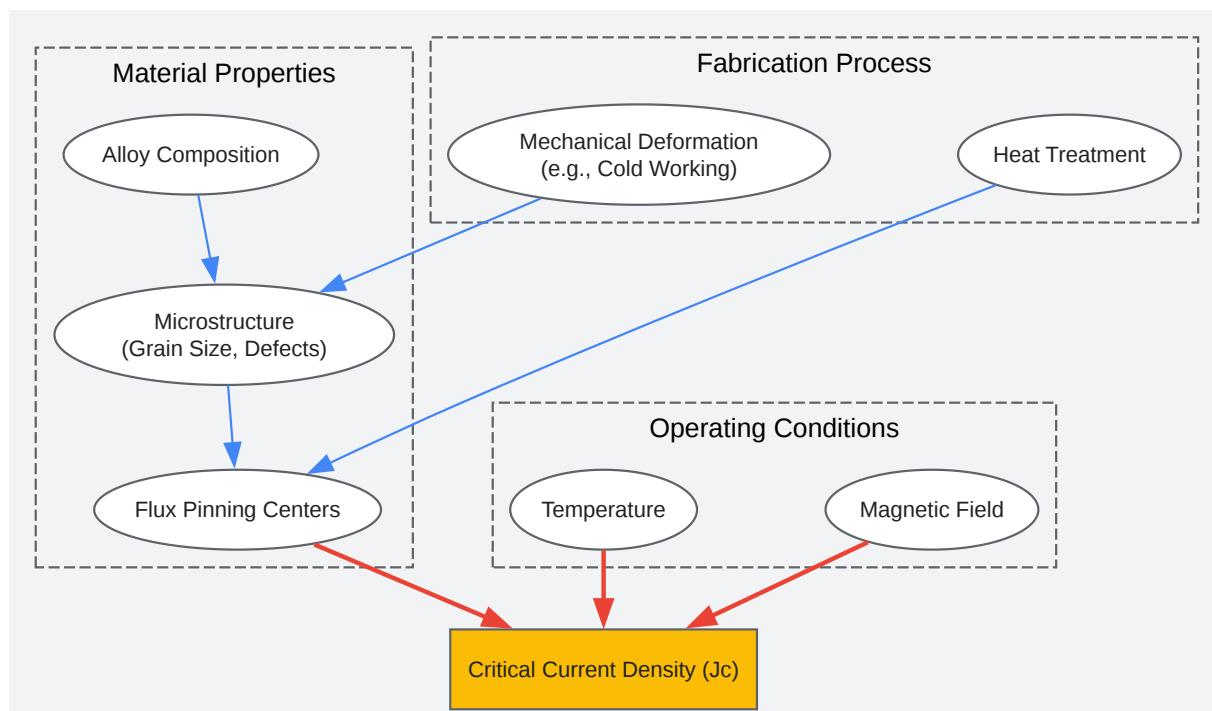 Material Properties
Alloy Composition
Microstructure
(Grain Size, Defects)
Flux Pinning Centers
Fabrication Process
Mechanical Deformation
(e.g., Cold Working)
Heat Treatment
Operating Conditions
Temperature
Magnetic Field
Critical Current Density (Jc)